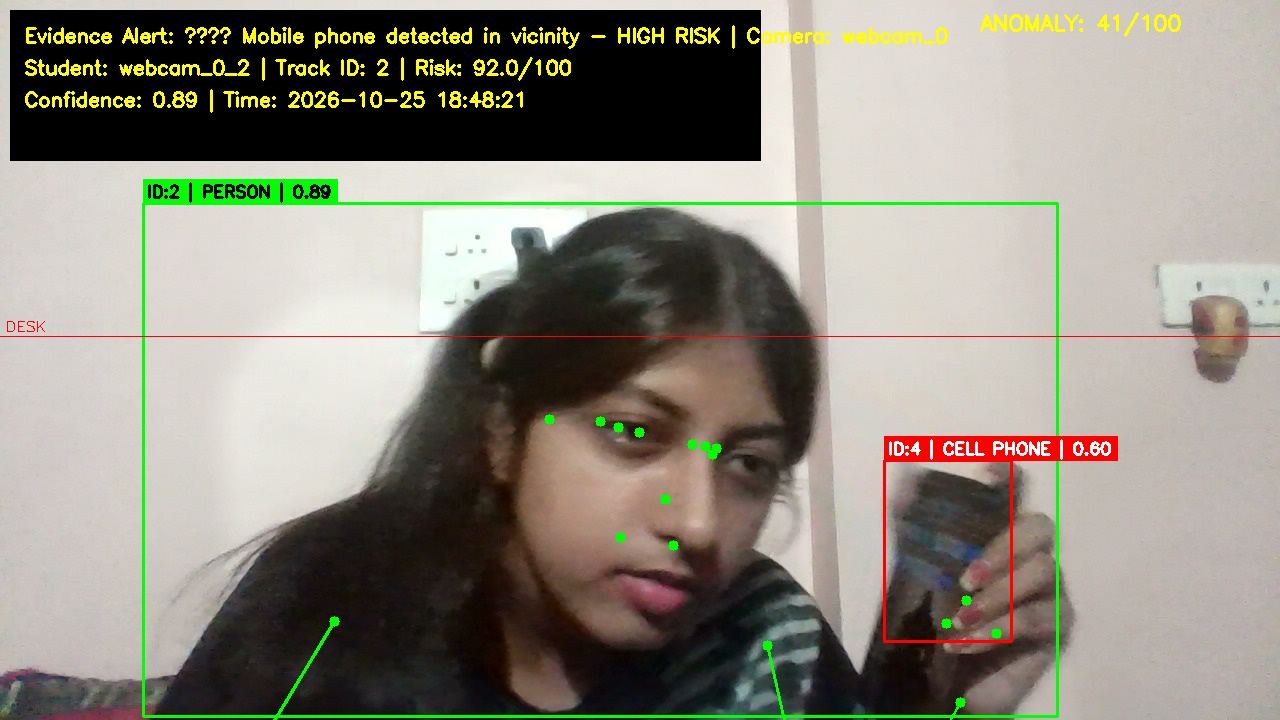 Evidence Alert: ???? Mobile phone detected in vicinity - HIGH RISK | Camera: webcam_0
ANOMALY: 41/100
Student: webcam_0_2 | Track ID: 2 | Risk: 92.0/100
Confidence: 0.89 | Time: 2026-10-25 18:48:21
ID:2 | PERSON | 0.89
DESK
ID:4 | CELL PHONE | 0.60